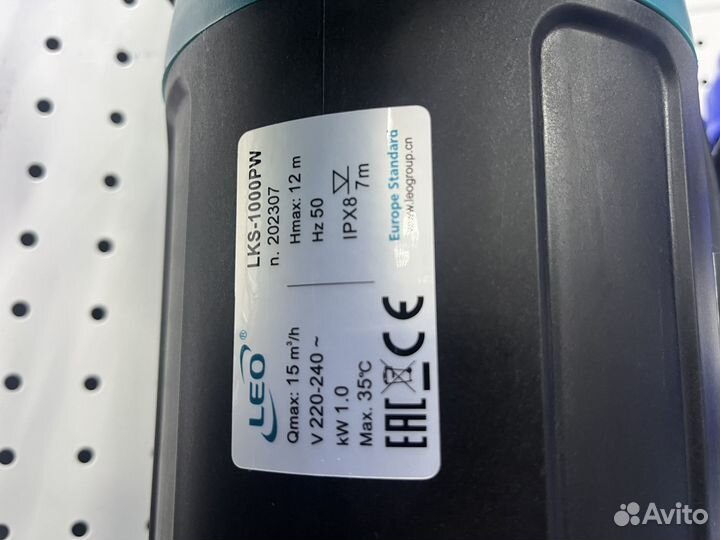 LEO®
LKS-1000PW
n. 202307
Qmax: 15 m³/h
Hmax: 12 m
V 220-240 ~
Hz 50
kW 1.0
IPX8 7m
Max. 35°C
EAC CE
Europe Standard
www.leogroup.cn
Avito